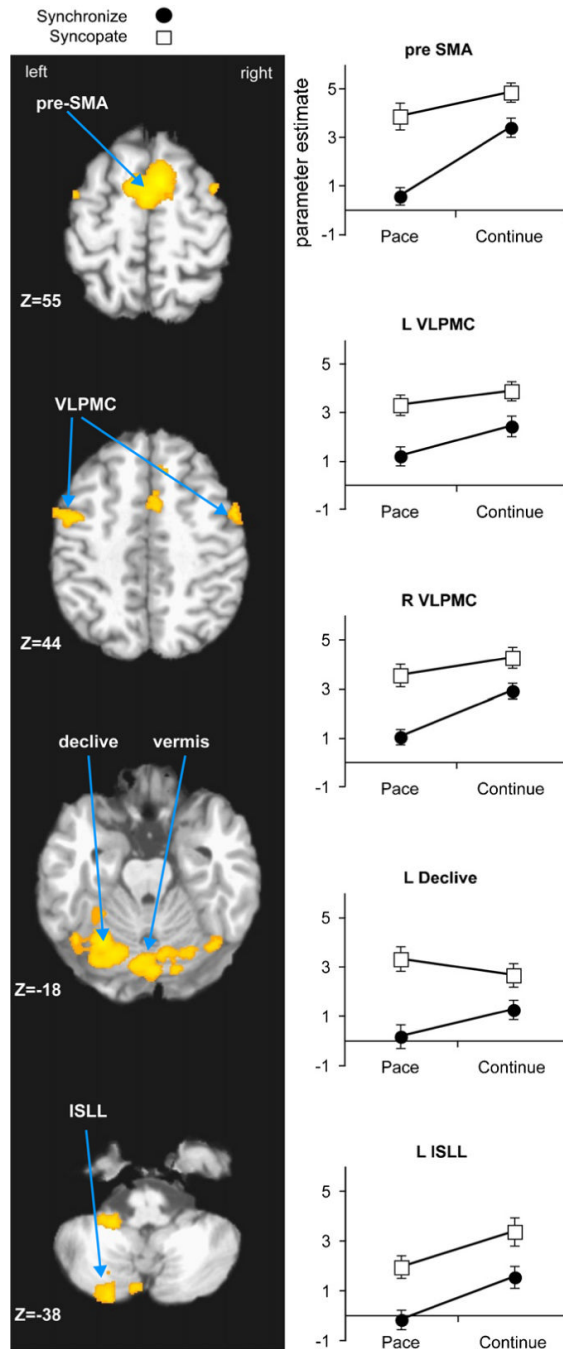 Synchronize
Syncopate
left right
pre-SMA
Z=55
VLPMC
Z=44
declive vermis
Z=-18
ISLL
Z=-38
pre SMA
parameter estimate
5
3
1
-1
Pace Continue
L VLPMC
5
3
1
-1
Pace Continue
R VLPMC
5
3
1
-1
Pace Continue
L Declive
5
3
1
-1
Pace Continue
L ISLL
5
3
1
-1
Pace Continue